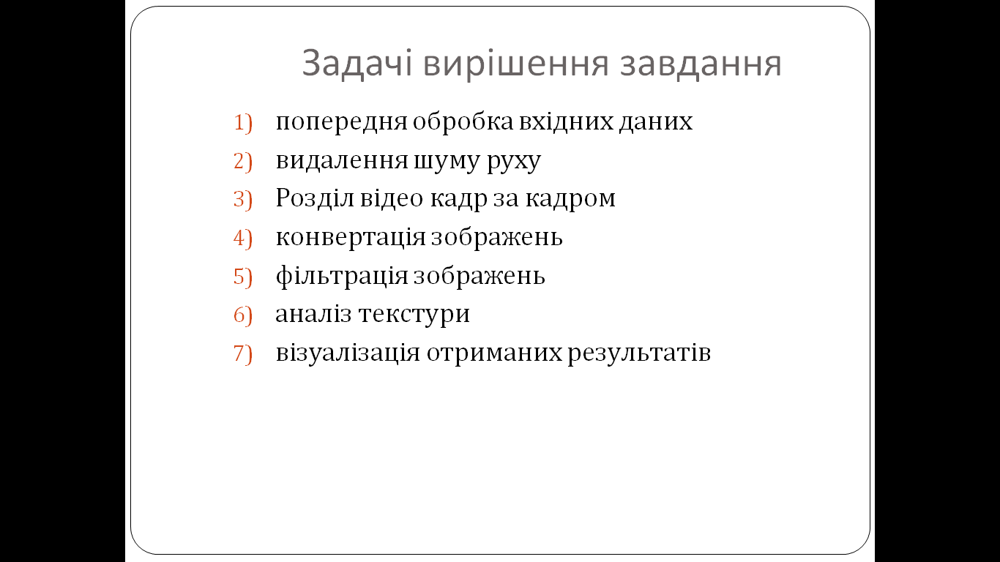 Задачі вирішення завдання
1) попередня обробка вхідних даних
2) видалення шуму руху
3) Розділ відео кадр за кадром
4) конвертація зображень
5) фільтрація зображень
6) аналіз текстури
7) візуалізація отриманих результатів